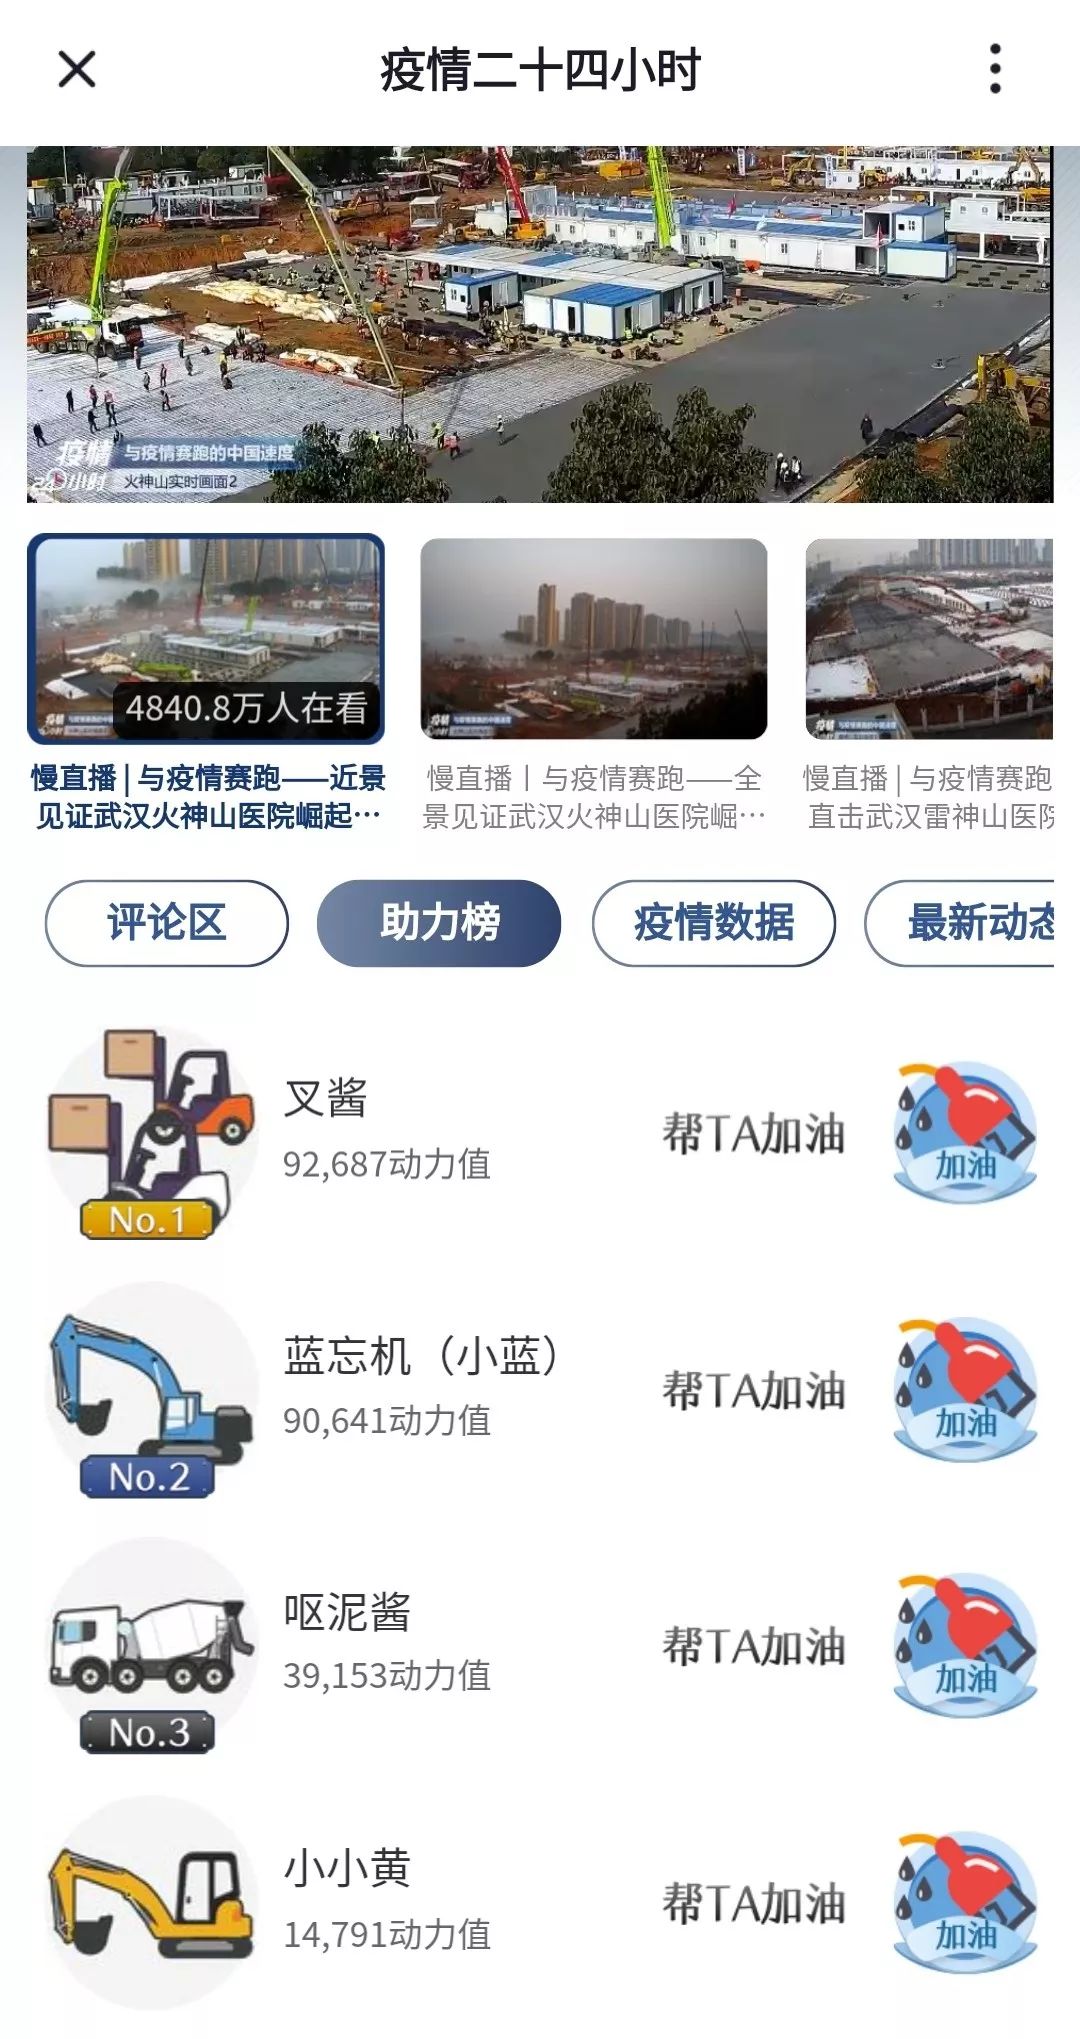 疫情二十四小时
疫情
24小时
与疫情赛跑的中国速度
火神山实时画面2
4840.8万人在看
慢直播|与疫情赛跑——近景
见证武汉火神山医院崛起…
慢直播丨与疫情赛跑——全
景见证武汉火神山医院崛…
慢直播|与疫情赛跑
直击武汉雷神山医院
评论区
助力榜
疫情数据
最新动态
叉酱
92,687动力值
No.1
帮TA加油
加油
蓝忘机（小蓝）
90,641动力值
No.2
帮TA加油
加油
呕泥酱
39,153动力值
No.3
帮TA加油
加油
小小黄
14,791动力值
帮TA加油
加油